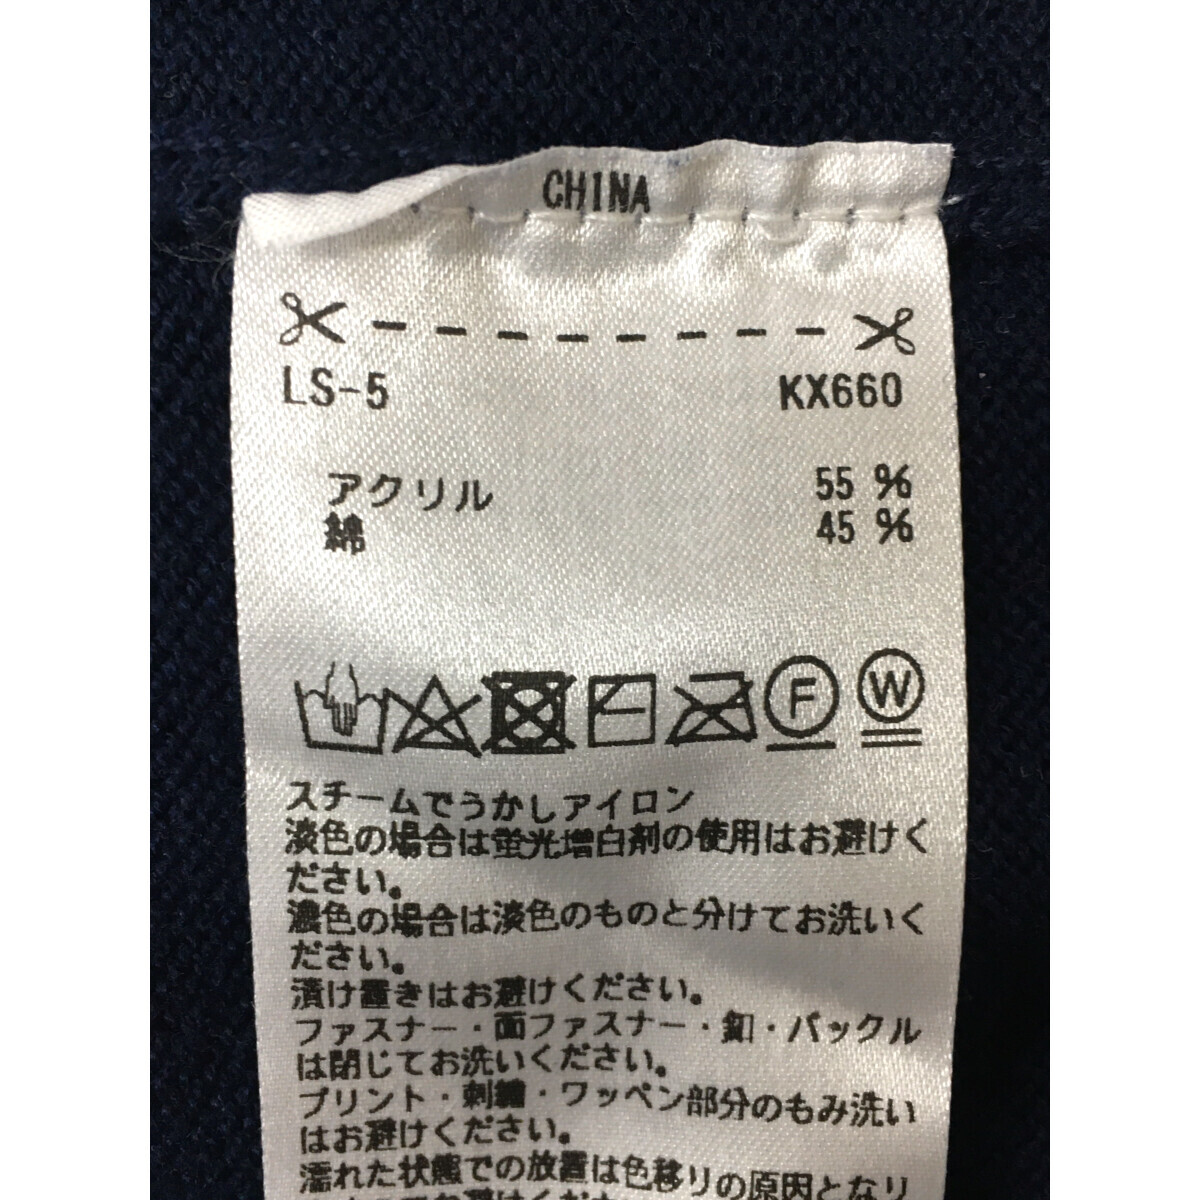 CHINA
LS-5 KX660
アクリル 55 %
綿 45 %
F W
スチームでうかしアイロン
淡色の場合は蛍光増白剤の使用はお避けく
ださい。
濃色の場合は淡色のものと分けてお洗いく
ださい。
漬け置きはお避けください。
ファスナー・面ファスナー・釦・バックル
は閉じてお洗いください。
プリント・刺繍・ワッペン部分のもみ洗い
はお避けください。
濡れた状態での放置は色移りの原因となり